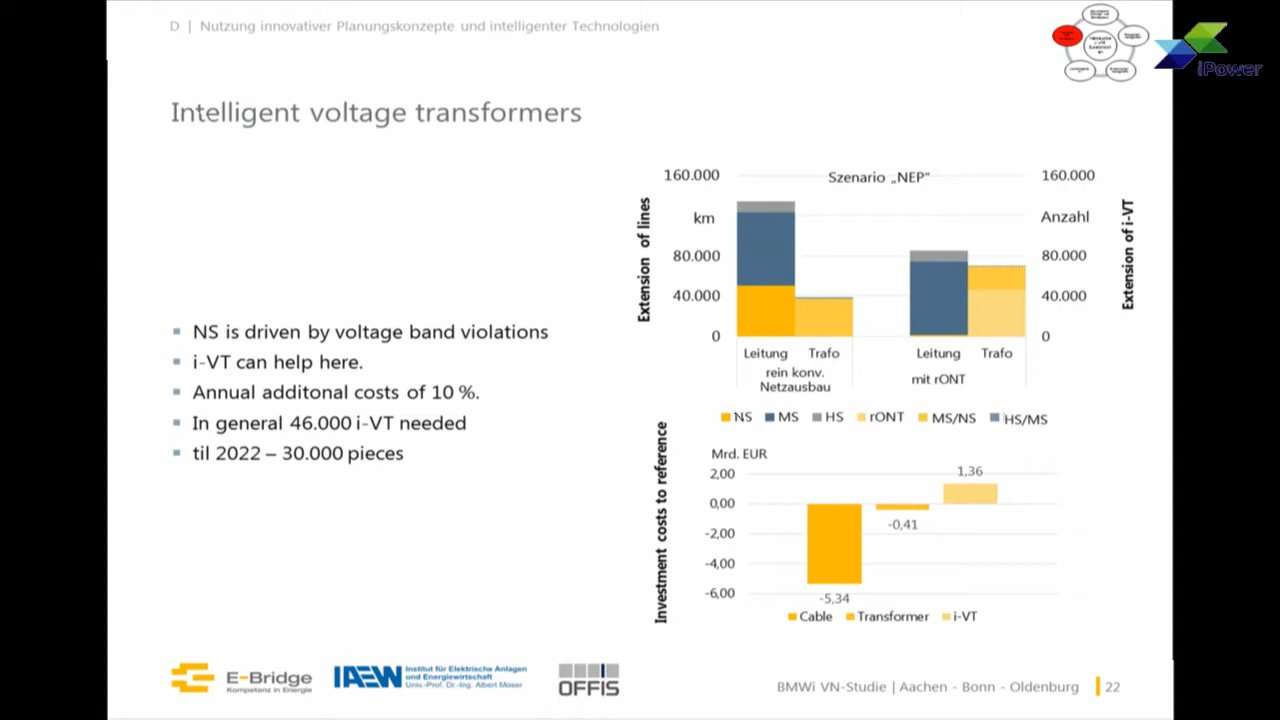 D | Nutzung innovativer Planungskonzepte und intelligenter Technologien
iPower
Intelligent voltage transformers
NS is driven by voltage band violations
i-VT can help here.
Annual additonal costs of 10 %.
In general 46.000 i-VT needed
til 2022 – 30.000 pieces
Szenario „NEP"
Extension of lines
160.000
km
80.000
40.000
0
160.000
Anzahl
80.000
40.000
0
Extension of i-VT
Leitung Trafo
rein konv.
Netzausbau
Leitung Trafo
mit rONT
NS MS HS rONT MS/NS HS/MS
Investment costs to reference
Mrd. EUR
2,00
0,00
-2,00
-4,00
-6,00
1,36
-0,41
-5,34
Cable Transformer i-VT
E-Bridge
Kompetenz in Energie
IAEW
Institut für Elektrische Anlagen
und Energiewirtschaft
Univ.-Prof. Dr.-Ing. Albert Moser
OFFIS
BMWi VN-Studie | Aachen - Bonn - Oldenburg
22